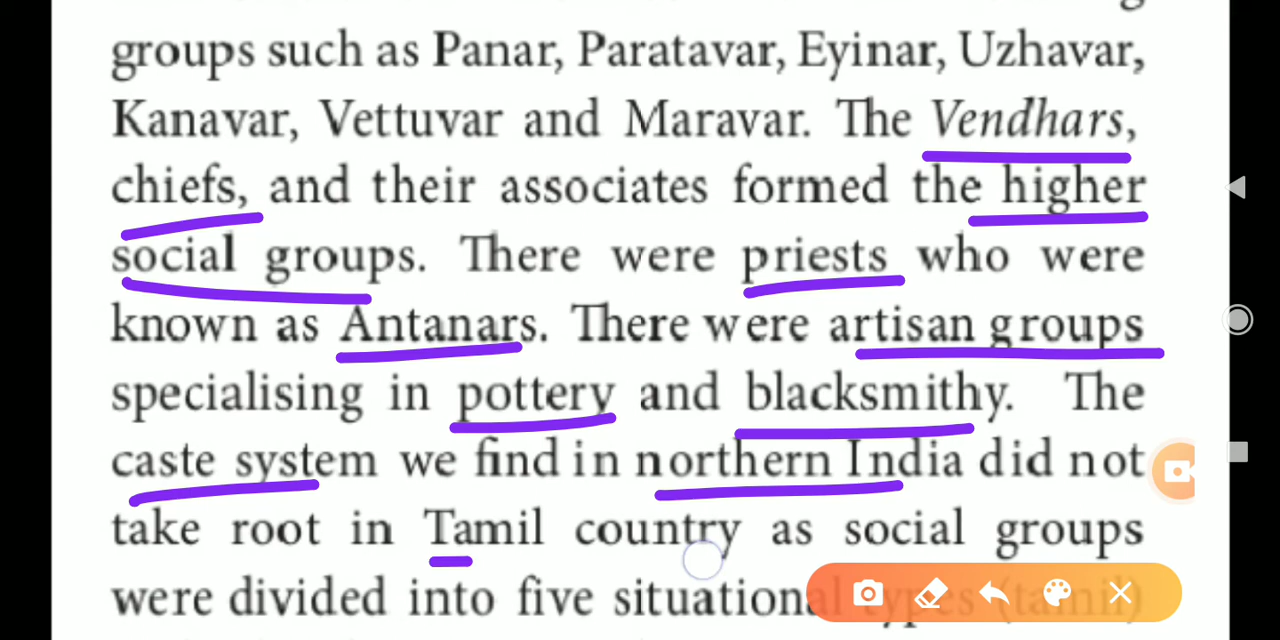 groups such as Panar, Paratavar, Eyinar, Uzhavar,
Kanavar, Vettuvar and Maravar. The Vendhars,
chiefs, and their associates formed the higher
social groups. There were priests who were
known as Antanars. There were artisan groups
specialising in pottery and blacksmithy. The
caste system we find in northern India did not
take root in Tamil country as social groups
were divided into five situational types (tamil)